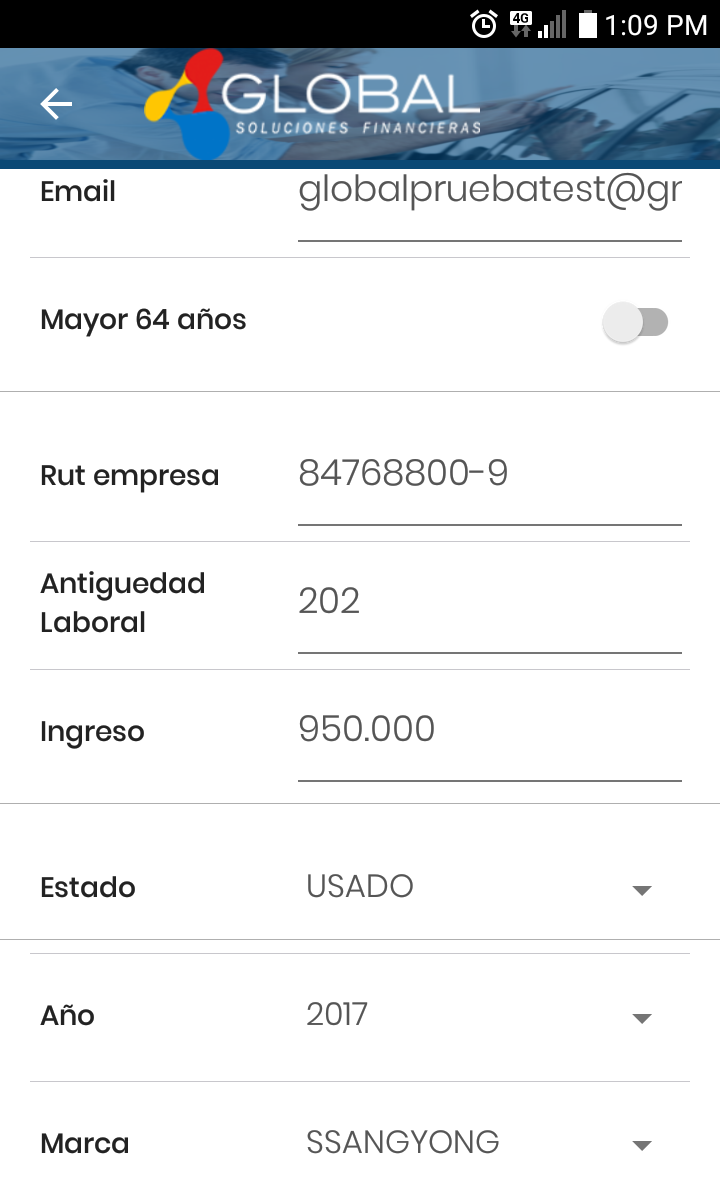 4G
1:09 PM
GLOBAL
SOLUCIONES FINANCIERAS
Email
globalpruebatest@gr
Mayor 64 años
Rut empresa
84768800-9
Antiguedad
Laboral
202
Ingreso
950.000
Estado
USADO
Año
2017
Marca
SSANGYONG